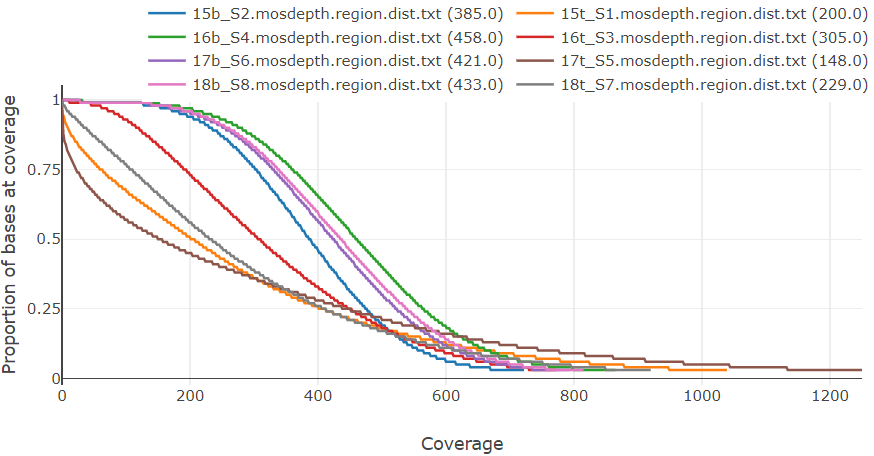 15b_S2.mosdepth.region.dist.txt (385.0) 15t_S1.mosdepth.region.dist.txt (200.0)
16b_S4.mosdepth.region.dist.txt (458.0) 16t_S3.mosdepth.region.dist.txt (305.0)
17b_S6.mosdepth.region.dist.txt (421.0) 17t_S5.mosdepth.region.dist.txt (148.0)
18b_S8.mosdepth.region.dist.txt (433.0) 18t_S7.mosdepth.region.dist.txt (229.0)
Proportion of bases at coverage
1
0.75
0.5
0.25
0
0 200 400 600 800 1000 1200
Coverage